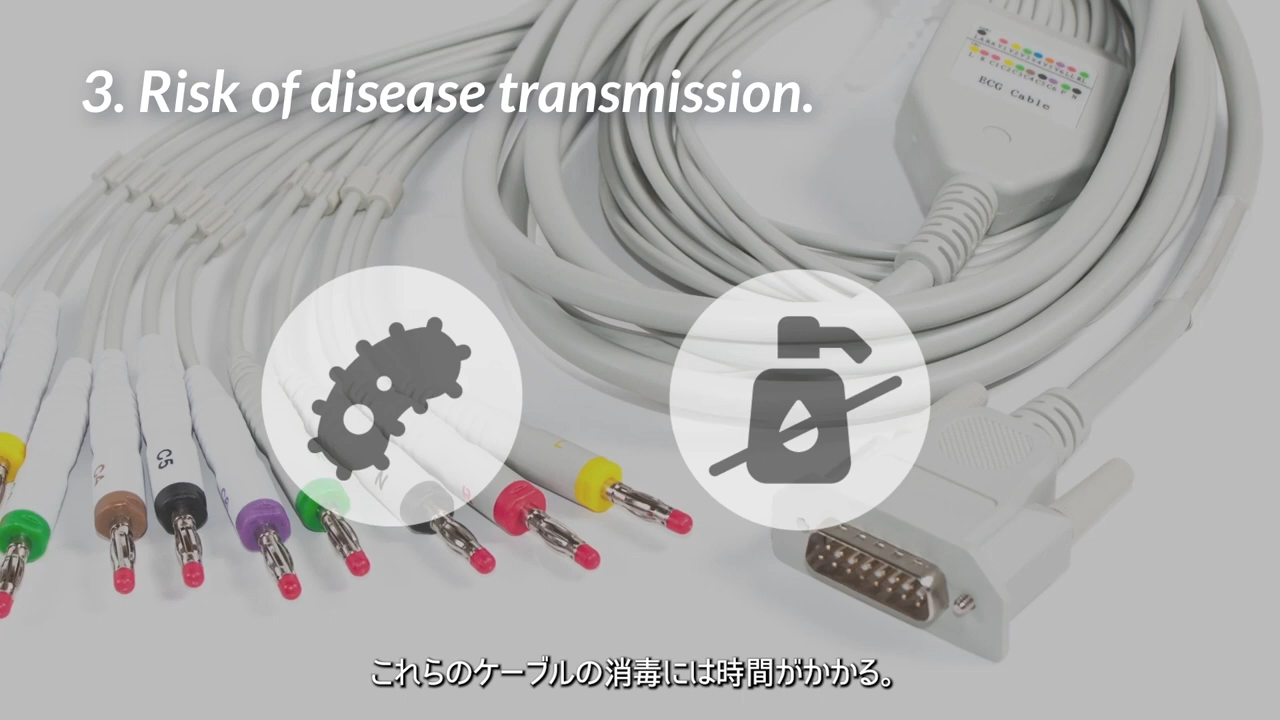 3. Risk of disease transmission.
ECG Cable
C5
これらのケーブルの消毒には時間がかかる。